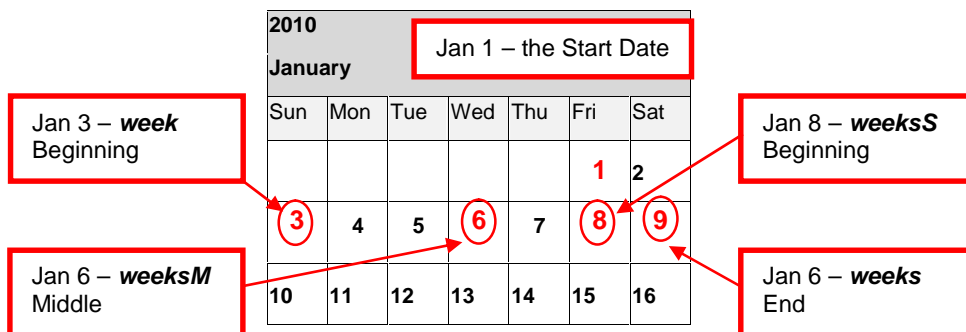 2010
January
Jan 1 – the Start Date
Jan 3 – week
Beginning
Jan 8 – weeksS
Beginning
Sun Mon Tue Wed Thu Fri Sat
1 2
3 4 5 6 7 8 9
10 11 12 13 14 15 16
Jan 6 – weeksM
Middle
Jan 6 – weeks
End